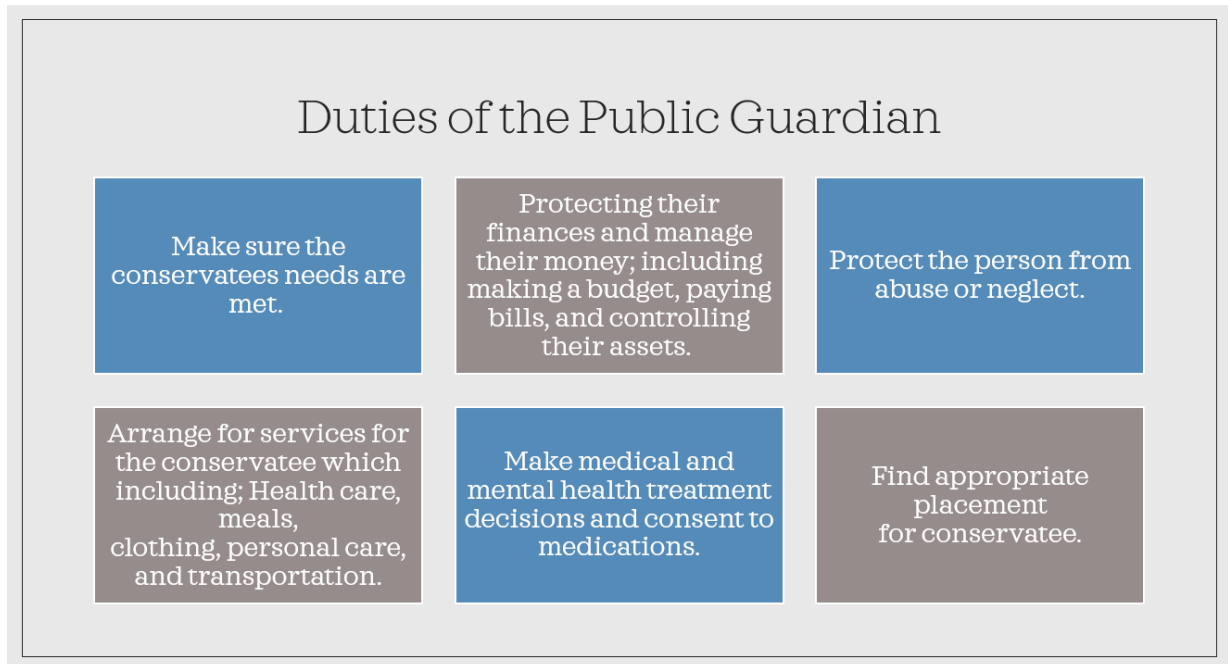 Duties of the Public Guardian
Make sure the
conservatees needs are
met.
Protecting their
finances and manage
their money; including
making a budget, paying
bills, and controlling
their assets.
Protect the person from
abuse or neglect.
Arrange for services for
the conservatee which
including; Health care,
meals,
clothing, personal care,
and transportation.
Make medical and
mental health treatment
decisions and consent to
medications.
Find appropriate
placement
for conservatee.